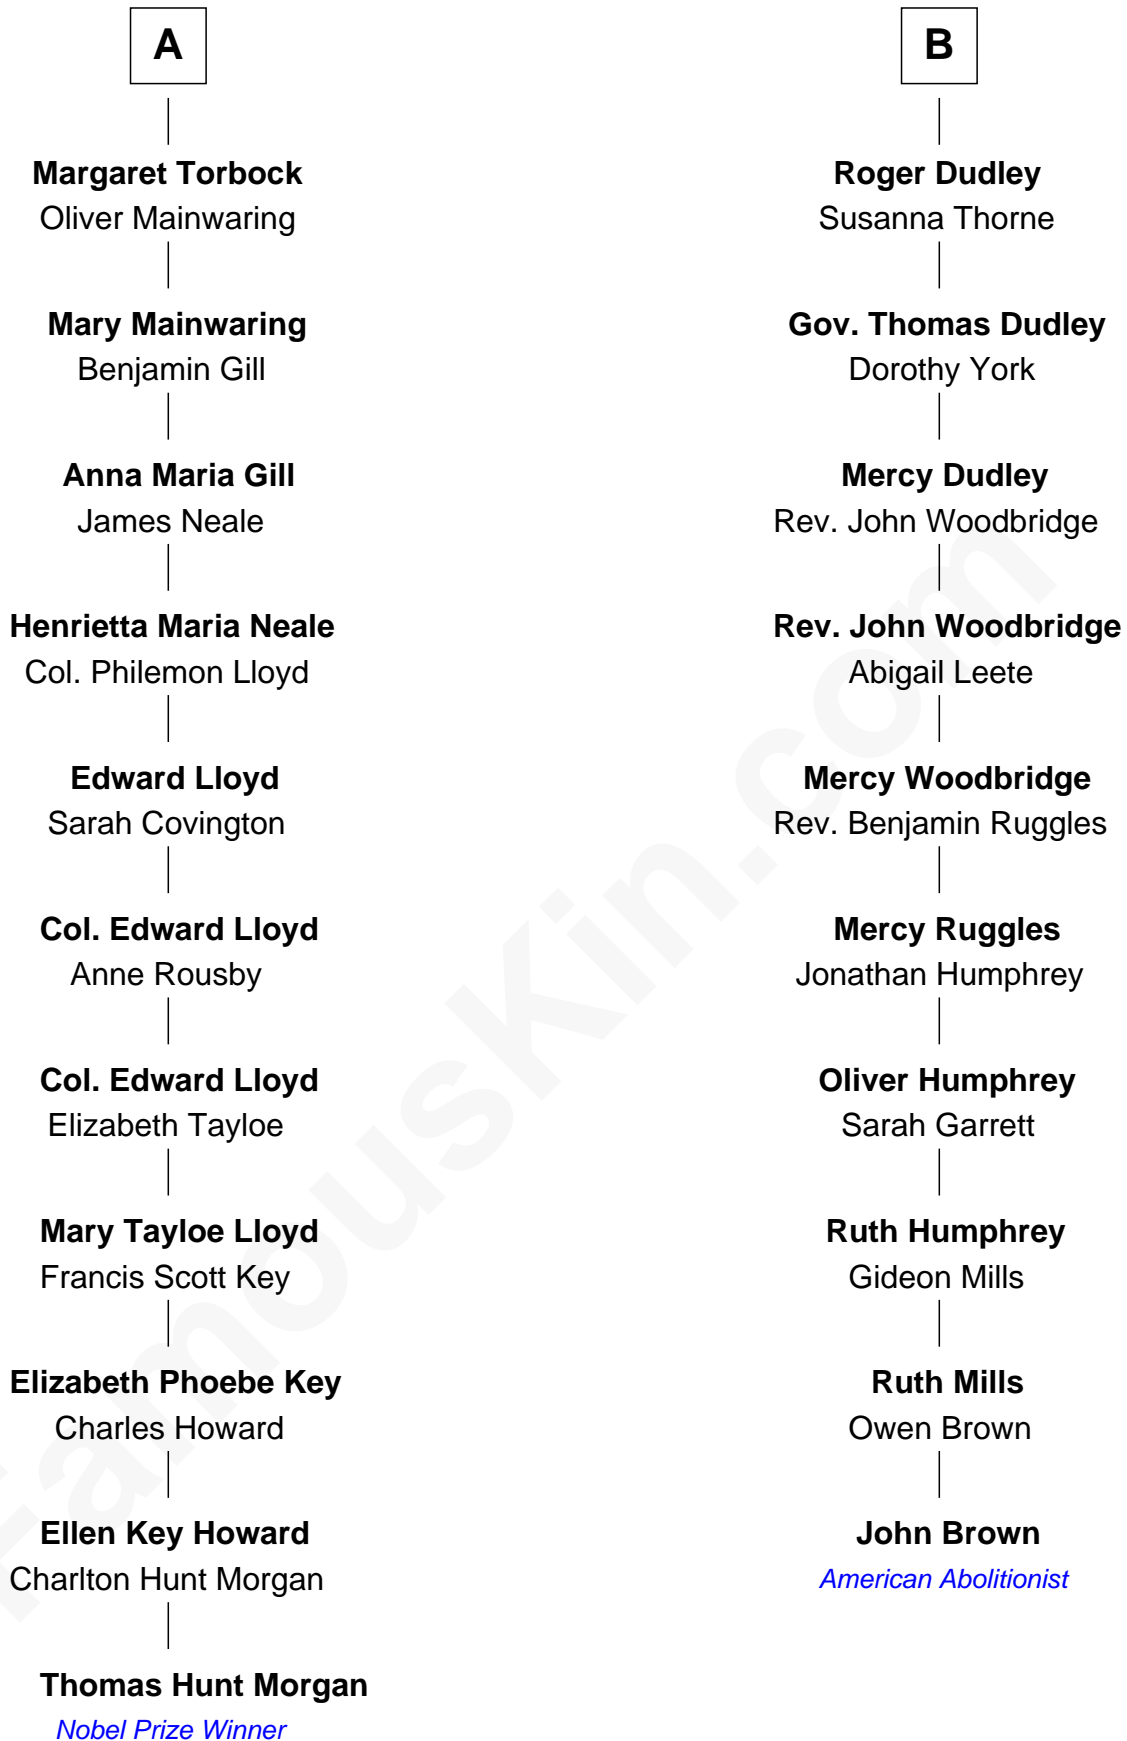 A
Margaret Torbock
Oliver Mainwaring
Mary Mainwaring
Benjamin Gill
Anna Maria Gill
James Neale
Henrietta Maria Neale
Col. Philemon Lloyd
Edward Lloyd
Sarah Covington
Col. Edward Lloyd
Anne Rousby
Col. Edward Lloyd
Elizabeth Tayloe
Mary Tayloe Lloyd
Francis Scott Key
Elizabeth Phoebe Key
Charles Howard
Ellen Key Howard
Charlton Hunt Morgan
Thomas Hunt Morgan
Nobel Prize Winner
B
Roger Dudley
Susanna Thorne
Gov. Thomas Dudley
Dorothy York
Mercy Dudley
Rev. John Woodbridge
Rev. John Woodbridge
Abigail Leete
Mercy Woodbridge
Rev. Benjamin Ruggles
Mercy Ruggles
Jonathan Humphrey
Oliver Humphrey
Sarah Garrett
Ruth Humphrey
Gideon Mills
Ruth Mills
Owen Brown
John Brown
American Abolitionist
FamousKin.com